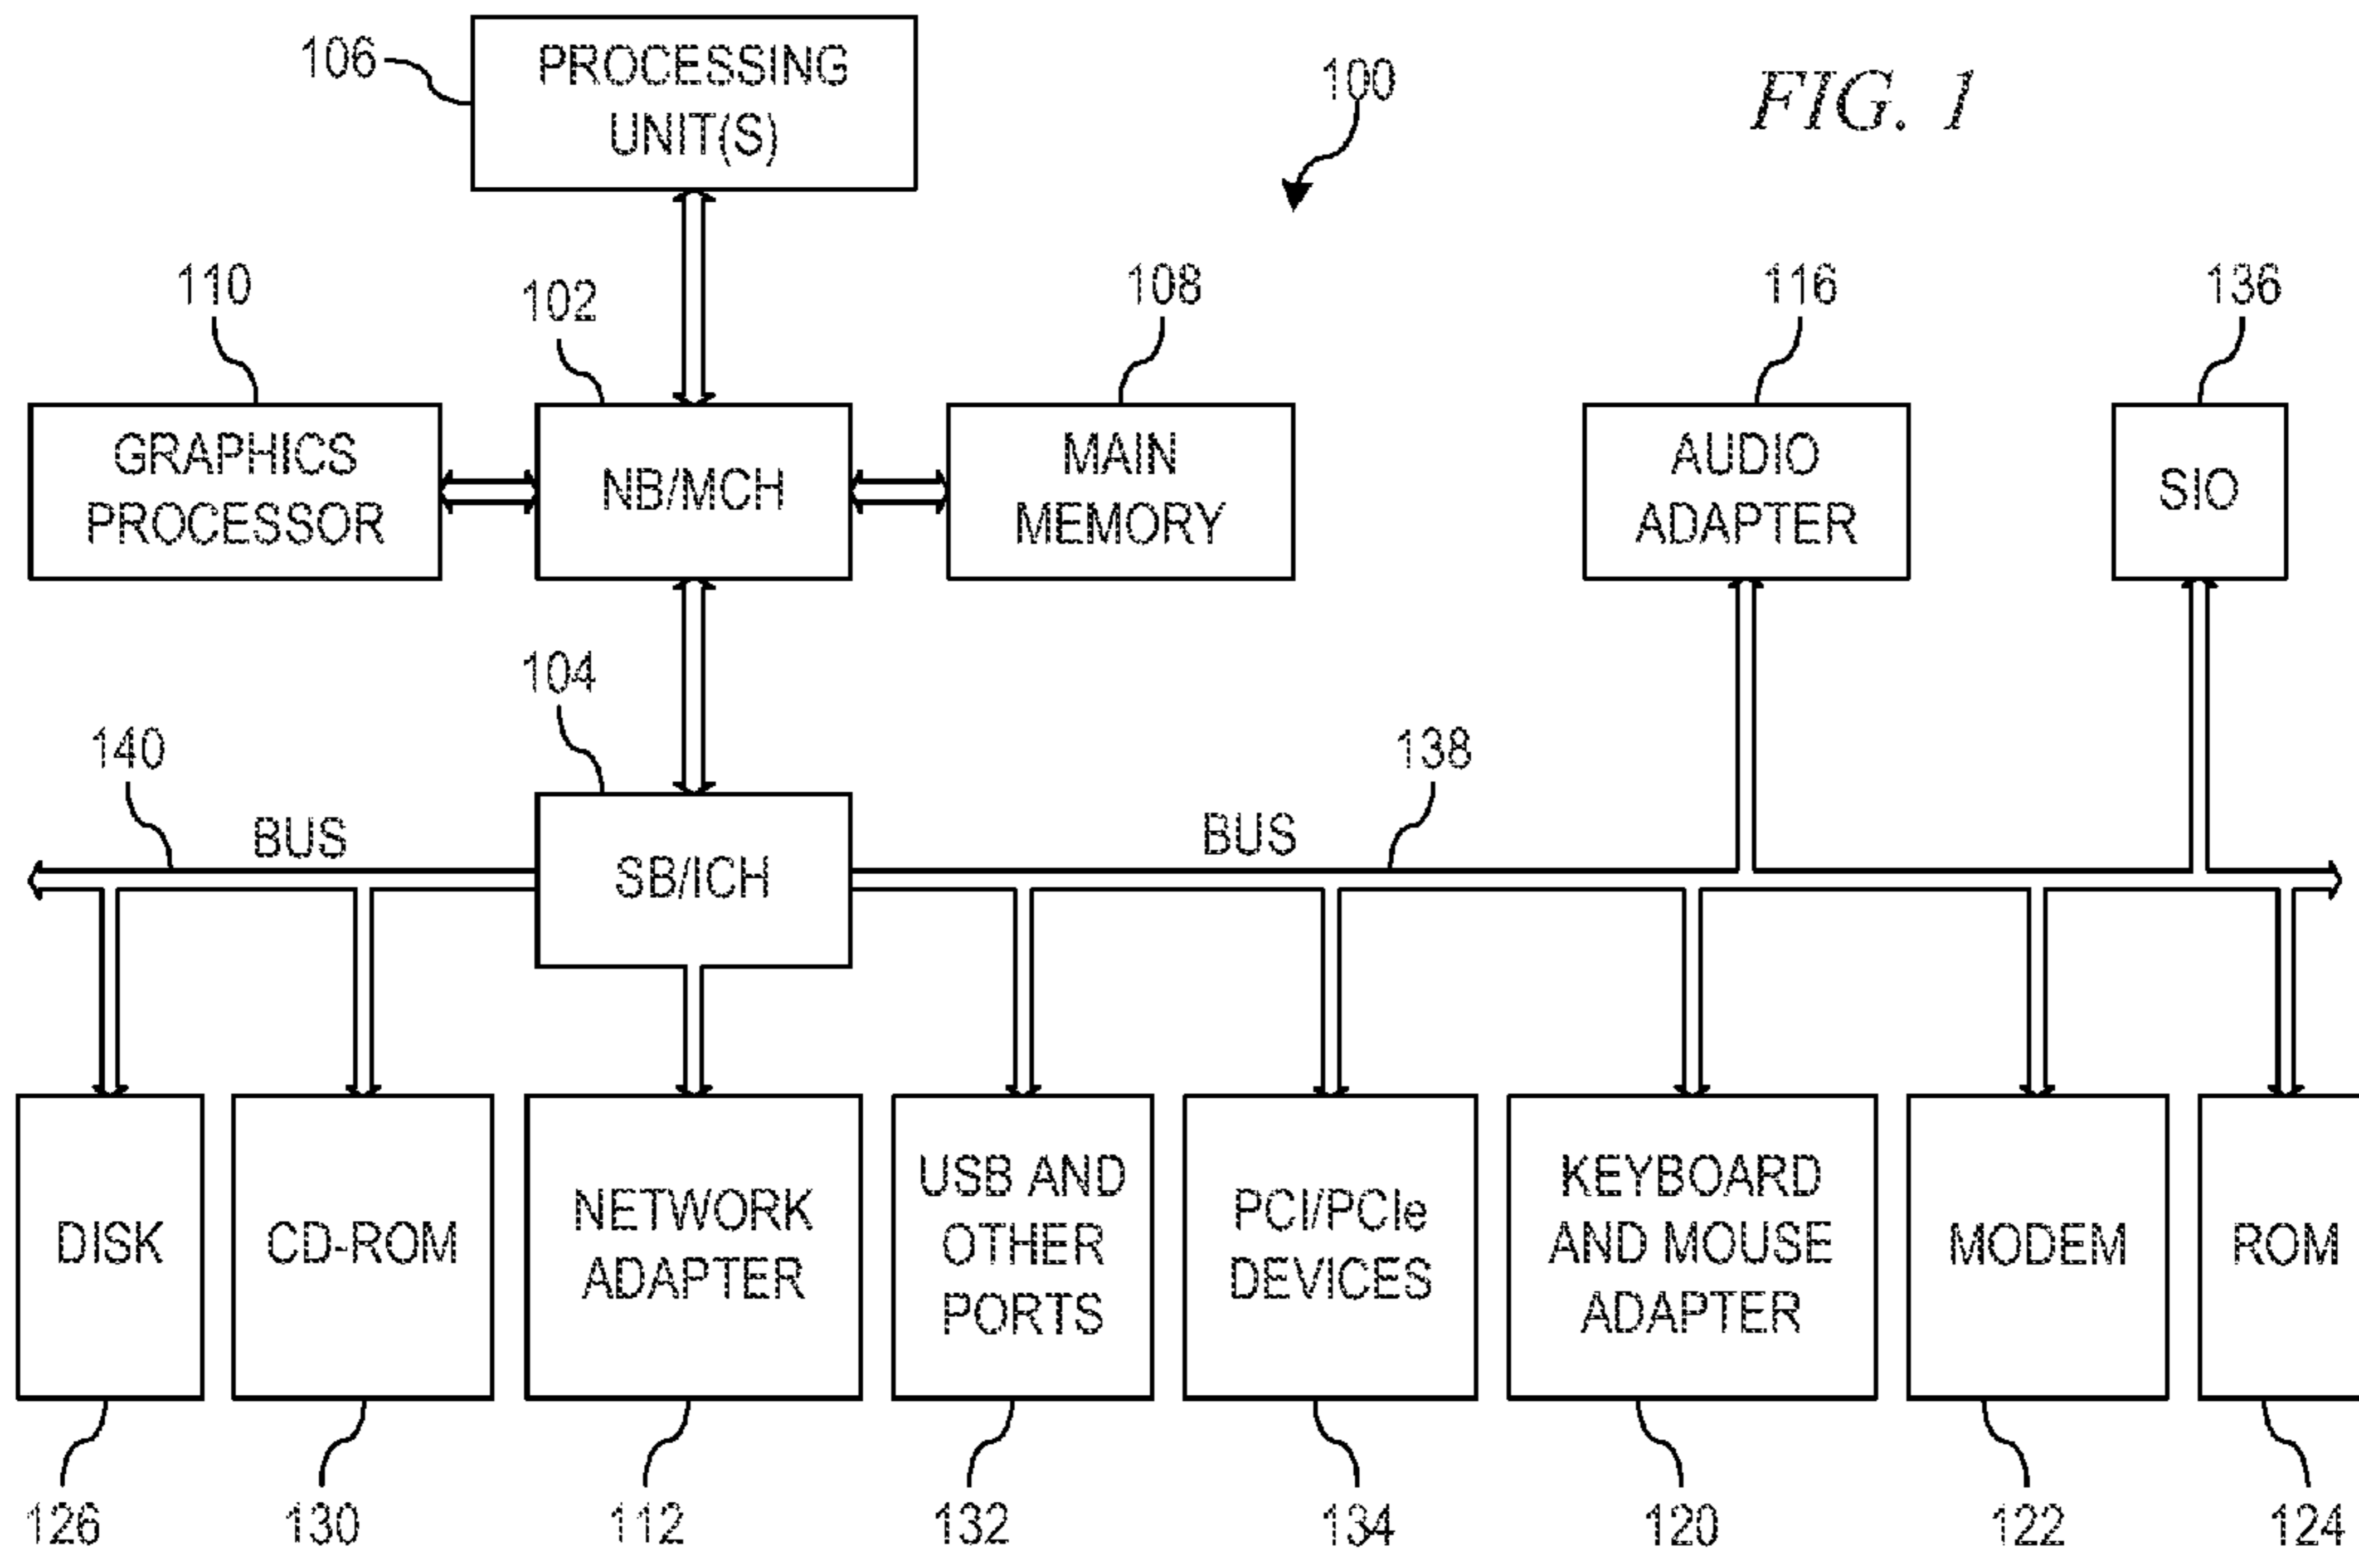 106
PROCESSING
UNIT(S)
100
FIG. 1
110
102
108
116
136
GRAPHICS
PROCESSOR
NB/MCH
MAIN
MEMORY
AUDIO
ADAPTER
SIO
104
140
138
BUS
SB/ICH
BUS
DISK
CD-ROM
NETWORK
ADAPTER
USB AND
OTHER
PORTS
PCI/PCIe
DEVICES
KEYBOARD
AND MOUSE
ADAPTER
MODEM
ROM
126
130
112
132
134
120
122
124